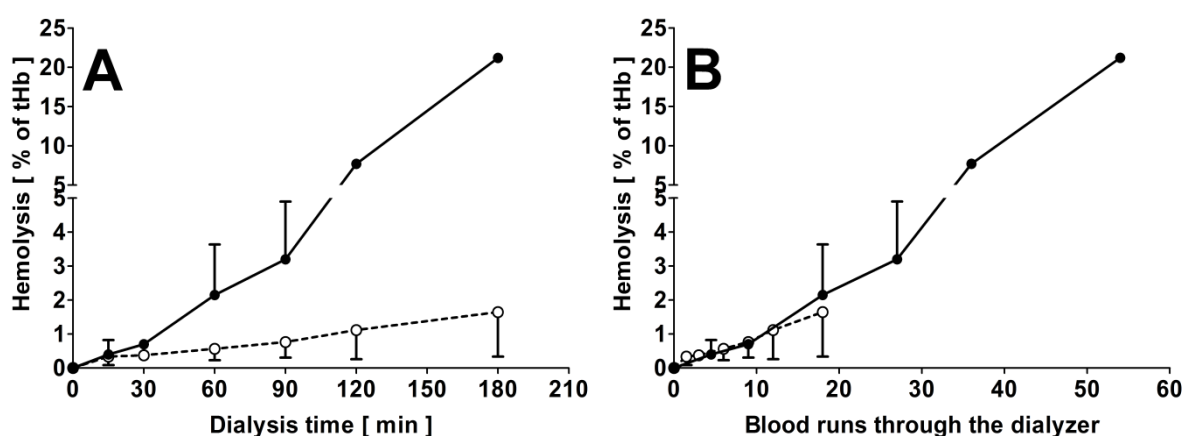 A
Hemolysis [ % of tHb]
25
20
15
10
5
5
4
3
2
1
0
0 30 60 90 120 150 180 210
Dialysis time [ min ]
B
Hemolysis [ % of tHb]
25
20
15
10
5
5
4
3
2
1
0
0 10 20 30 40 50 60
Blood runs through the dialyzer